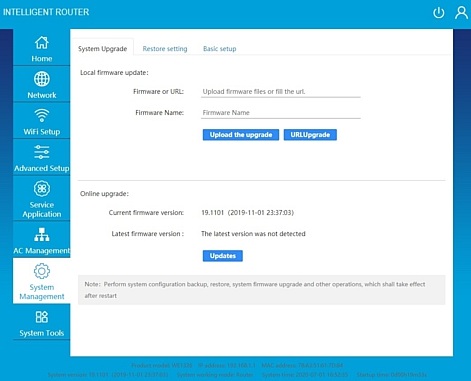 INTELLIGENT ROUTER
Home
Network
WiFi Setup
Advanced Setup
Service
Application
AC Management
System
Management
System Tools
System Upgrade
Restore setting
Basic setup
Local firmware update:
Firmware or URL:
Upload firmware files or fill the url.
Firmware Name:
Firmware Name
Upload the upgrade
URLUpgrade
Online upgrade:
Current firmware version:
19.1101 (2019-11-01 23:37:03)
Latest firmware version :
The latest version was not detected
Updates
Note: Perform system configuration backup, restore, system firmware upgrade and other operations, which shall take effect
after restart